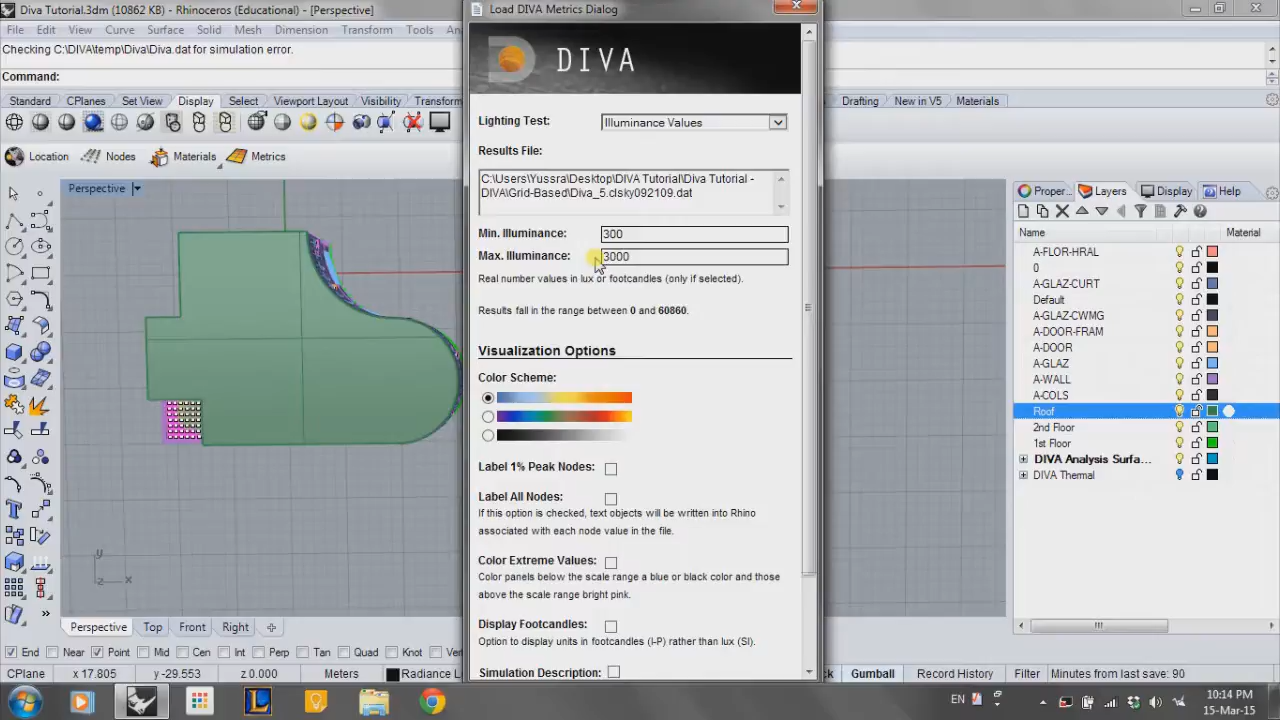 Diva Tutorial.3dm (10862 KB) - Rhinoceros (Educational) - [Perspective]
Load DIVA Metrics Dialog
File Edit View Curve Surface Solid Mesh Dimension Transform Tools
Checking C:\DIVA\temp\Diva\Diva.dat for simulation error.
Command:
Standard CPlanes Set View Display Select Viewport Layout Visibility Transform
Drafting New in V5 Materials
Location Nodes Materials Metrics
Perspective
DIVA
Lighting Test: Illuminance Values
Results File:
C:\Users\Yussra\Desktop\DIVA Tutorial\Diva Tutorial -
DIVA\Grid-Based\Diva_5.clsky092109.dat
Min. Illuminance: 300
Max. Illuminance: 3000
Real number values in lux or footcandles (only if selected).
Results fall in the range between 0 and 60860.
Visualization Options
Color Scheme:
Label 1% Peak Nodes:
Label All Nodes:
If this option is checked, text objects will be written into Rhino
associated with each node value in the file.
Color Extreme Values:
Color panels below the scale range a blue or black color and those
above the scale range bright pink.
Display Footcandles:
Option to display units in footcandles (I-P) rather than lux (SI).
Simulation Description:
Proper... Layers Display Help
Name Material
A-FLOR-HRAL
0
A-GLAZ-CURT
Default
A-GLAZ-CWMG
A-DOOR-FRAM
A-DOOR
A-GLAZ
A-WALL
A-COLS
Roof
2nd Floor
1st Floor
DIVA Analysis Surfa...
DIVA Thermal
y
x
Perspective Top Front Right
End Near Point Mid Cen Int Perp Tan Quad Knot
CPlane x 17.805 y -29.553 z 0.000 Meters Radiance
ck Gumball Record History Filter Minutes from last save: 90
EN
10:14 PM
15-Mar-15